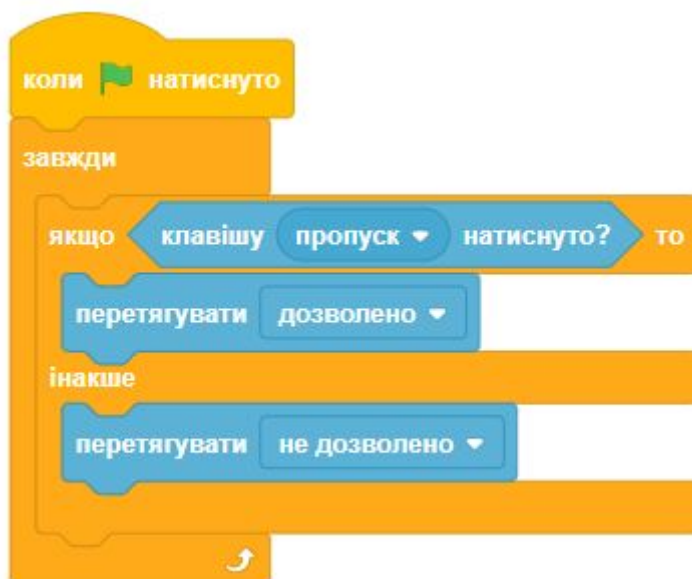 коли натиснуто
завжди
якщо клавішу пропуск натиснуто? то
перетягувати дозволено
інакше
перетягувати не дозволено